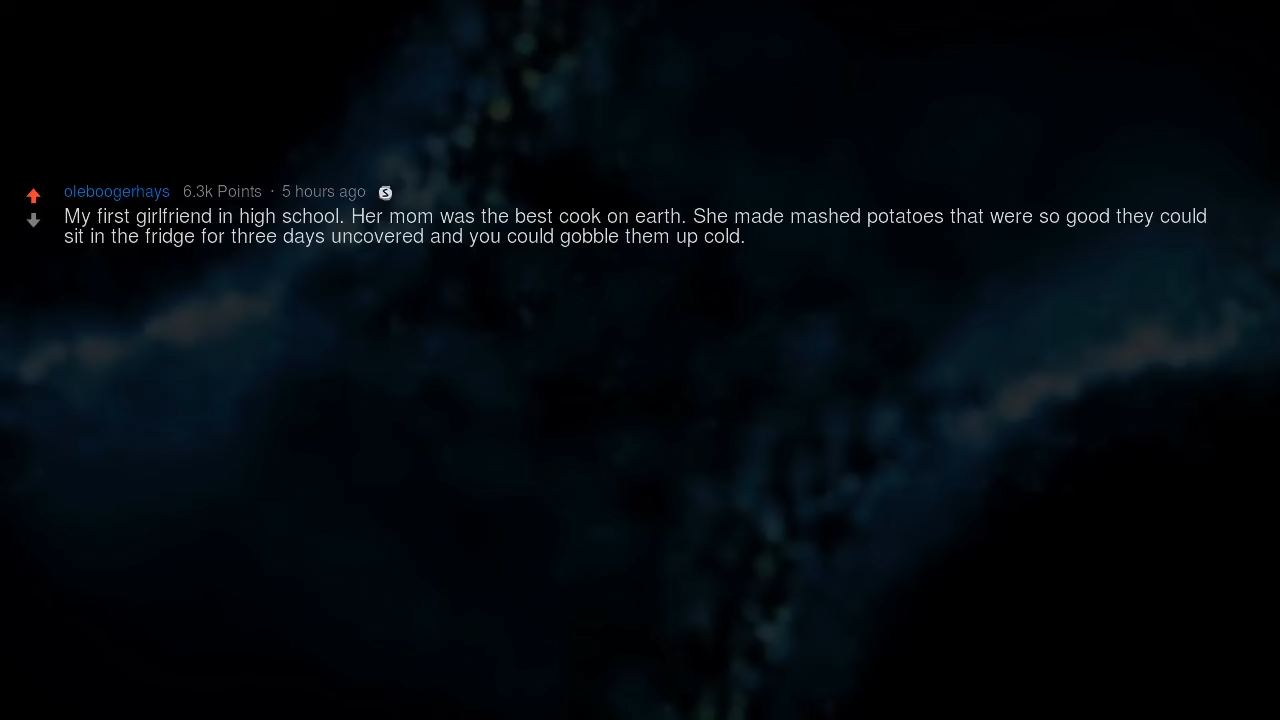 oleboogerhays 6.3k Points · 5 hours ago S
My first girlfriend in high school. Her mom was the best cook on earth. She made mashed potatoes that were so good they could
sit in the fridge for three days uncovered and you could gobble them up cold.